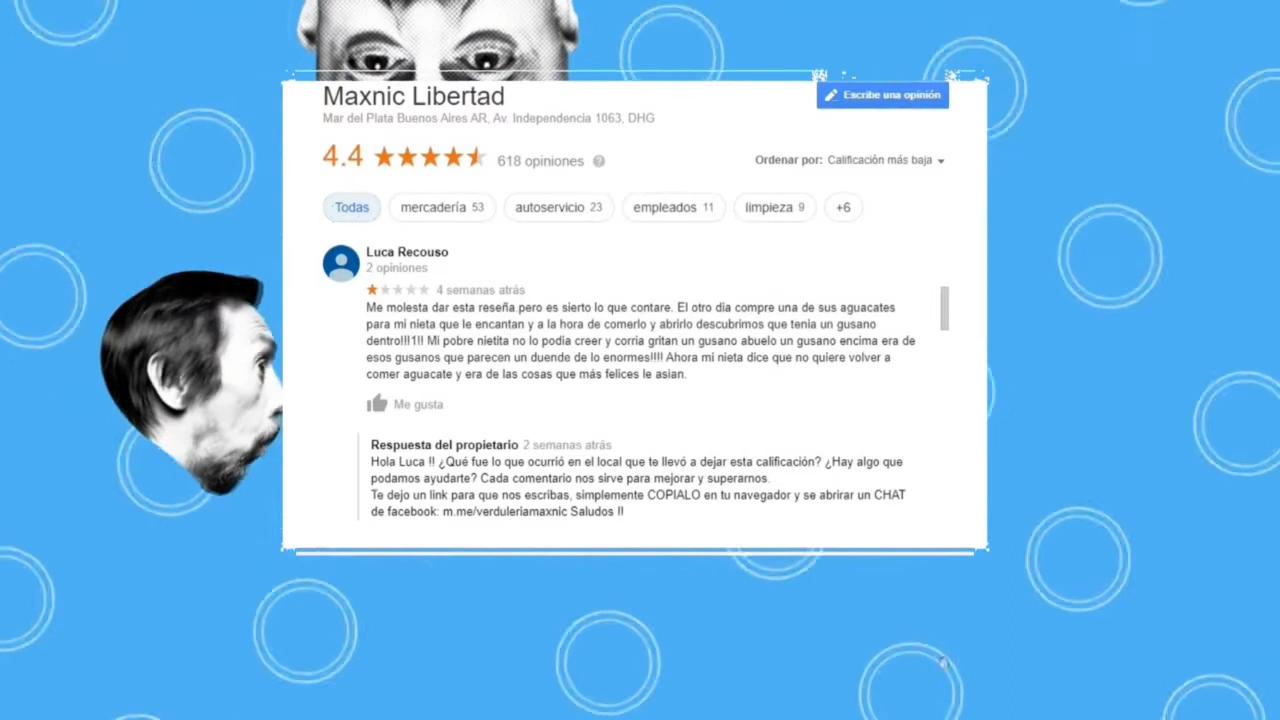 Maxnic Libertad
Escribe una opinión
Mar del Plata Buenos Aires AR, Av. Independencia 1063, DHG
4.4 618 opiniones ?
Ordenar por: Calificación más baja
Todas mercadería 53 autoservicio 23 empleados 11 limpieza 9 +6
Luca Recouso
2 opiniones
4 semanas atrás
Me molesta dar esta reseña pero es sierto lo que contare. El otro dia compre una de sus aguacates
para mi nieta que le encantan y a la hora de comerlo y abrirlo descubrimos que tenia un gusano
dentro!!!1!! Mi pobre nietita no lo podia creer y corria gritan un gusano abuelo un gusano encima era de
esos gusanos que parecen un duende de lo enormes!!!! Ahora mi nieta dice que no quiere volver a
comer aguacate y era de las cosas que más felices le asian.
Me gusta
Respuesta del propietario 2 semanas atrás
Hola Luca !! ¿Qué fue lo que ocurrió en el local que te llevó a dejar esta calificación? ¿Hay algo que
podamos ayudarte? Cada comentario nos sirve para mejorar y superarnos.
Te dejo un link para que nos escribas, simplemente COPIALO en tu navegador y se abrirar un CHAT
de facebook: m.me/verduleriamaxnic Saludos !!